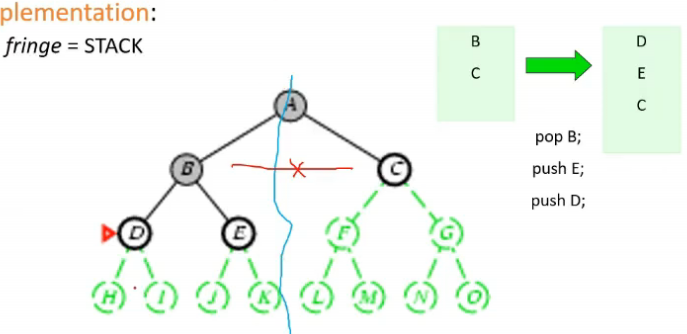 plementation:
fringe = STACK
B
C
D
E
C
pop B;
push E;
push D;
A
B
C
D
E
F
G
H
I
J
K
L
M
N
O